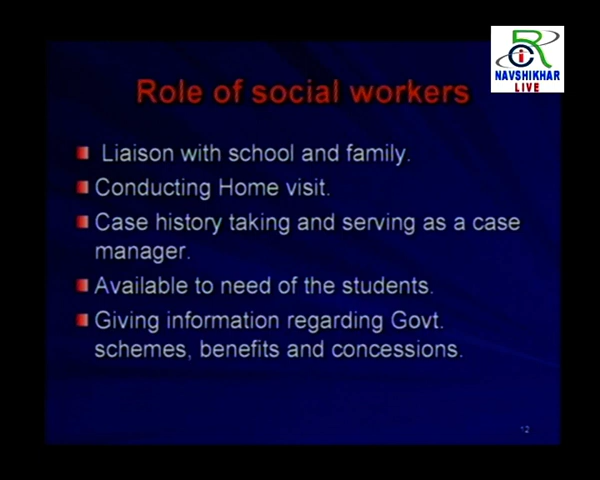 RCi
NAVSHIKHAR
LIVE
Role of social workers
Liaison with school and family.
Conducting Home visit.
Case history taking and serving as a case
manager.
Available to need of the students.
Giving information regarding Govt.
schemes, benefits and concessions.
12